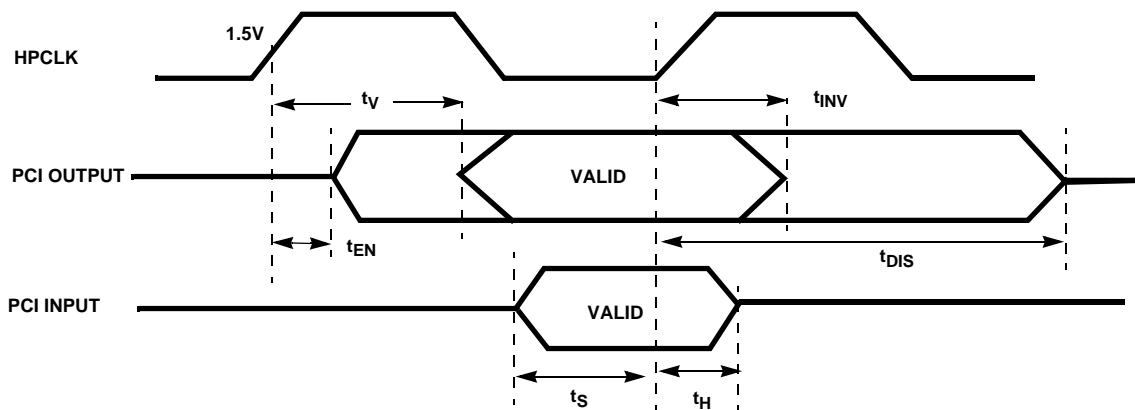 1.5V
HPCLK
tV
tINV
PCI OUTPUT
VALID
tEN
tDIS
PCI INPUT
VALID
tS
tH